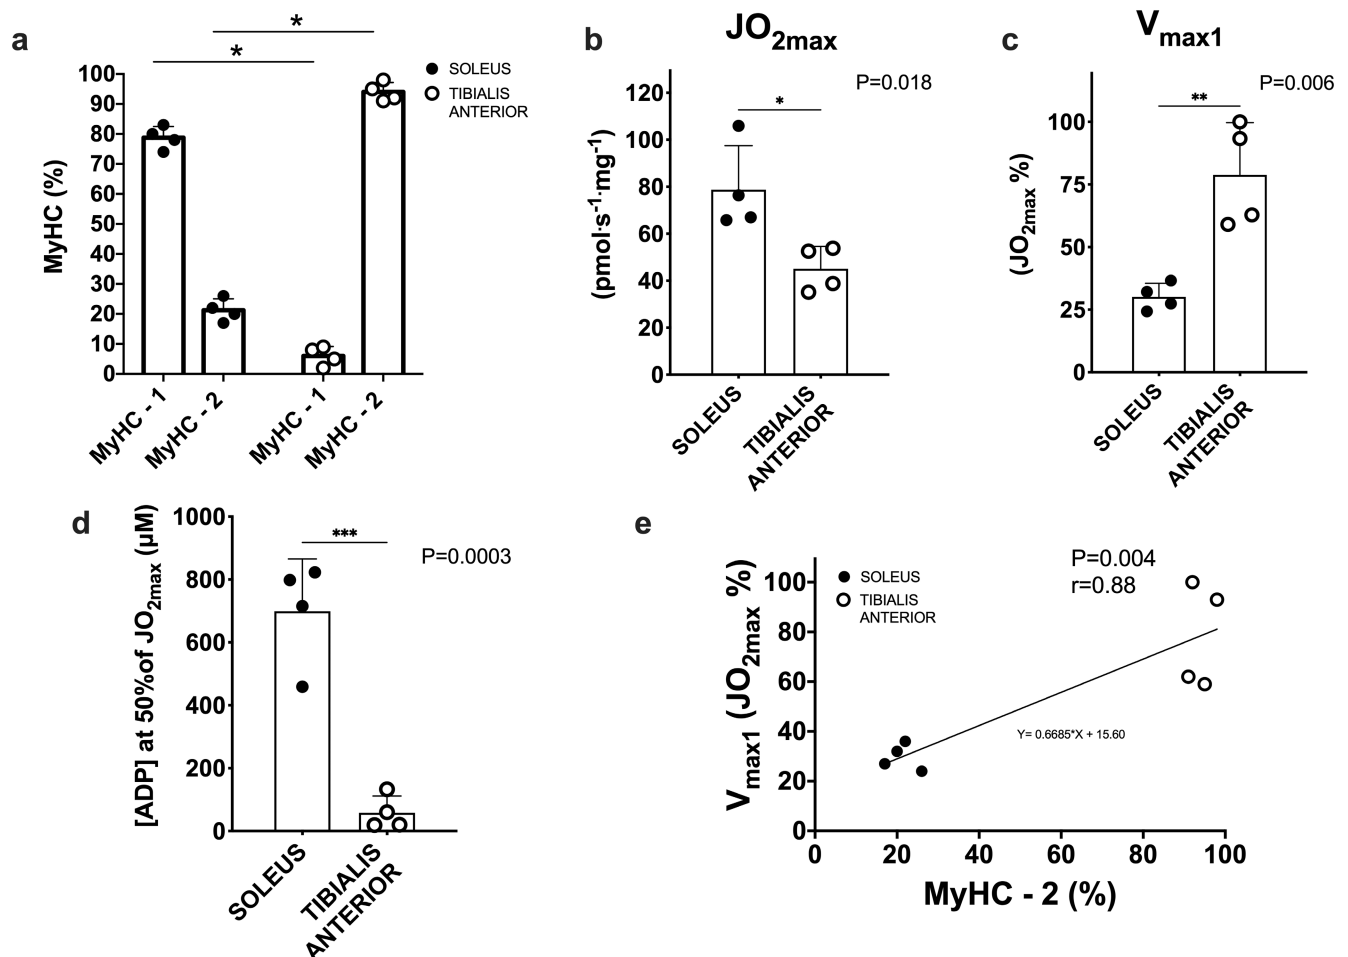 a
*
*
SOLEUS
TIBIALIS
ANTERIOR
MyHC (%)
100
90
80
70
60
50
40
30
20
10
0
MyHC - 1
MyHC - 2
MyHC - 1
MyHC - 2
b
JO2max
P=0.018
*
(pmol·s-1·mg-1)
120
100
80
60
40
20
0
SOLEUS
TIBIALIS
ANTERIOR
c
Vmax1
P=0.006
**
(JO2max %)
100
75
50
25
0
SOLEUS
TIBIALIS
ANTERIOR
d
[ADP] at 50%of JO2max (µM)
1000
800
600
400
200
0
***
P=0.0003
SOLEUS
TIBIALIS
ANTERIOR
e
P=0.004
r=0.88
SOLEUS
TIBIALIS
ANTERIOR
Vmax1 (JO2max %)
100
80
60
40
20
0
Y= 0.6685*X + 15.60
0 20 40 60 80 100
MyHC - 2 (%)